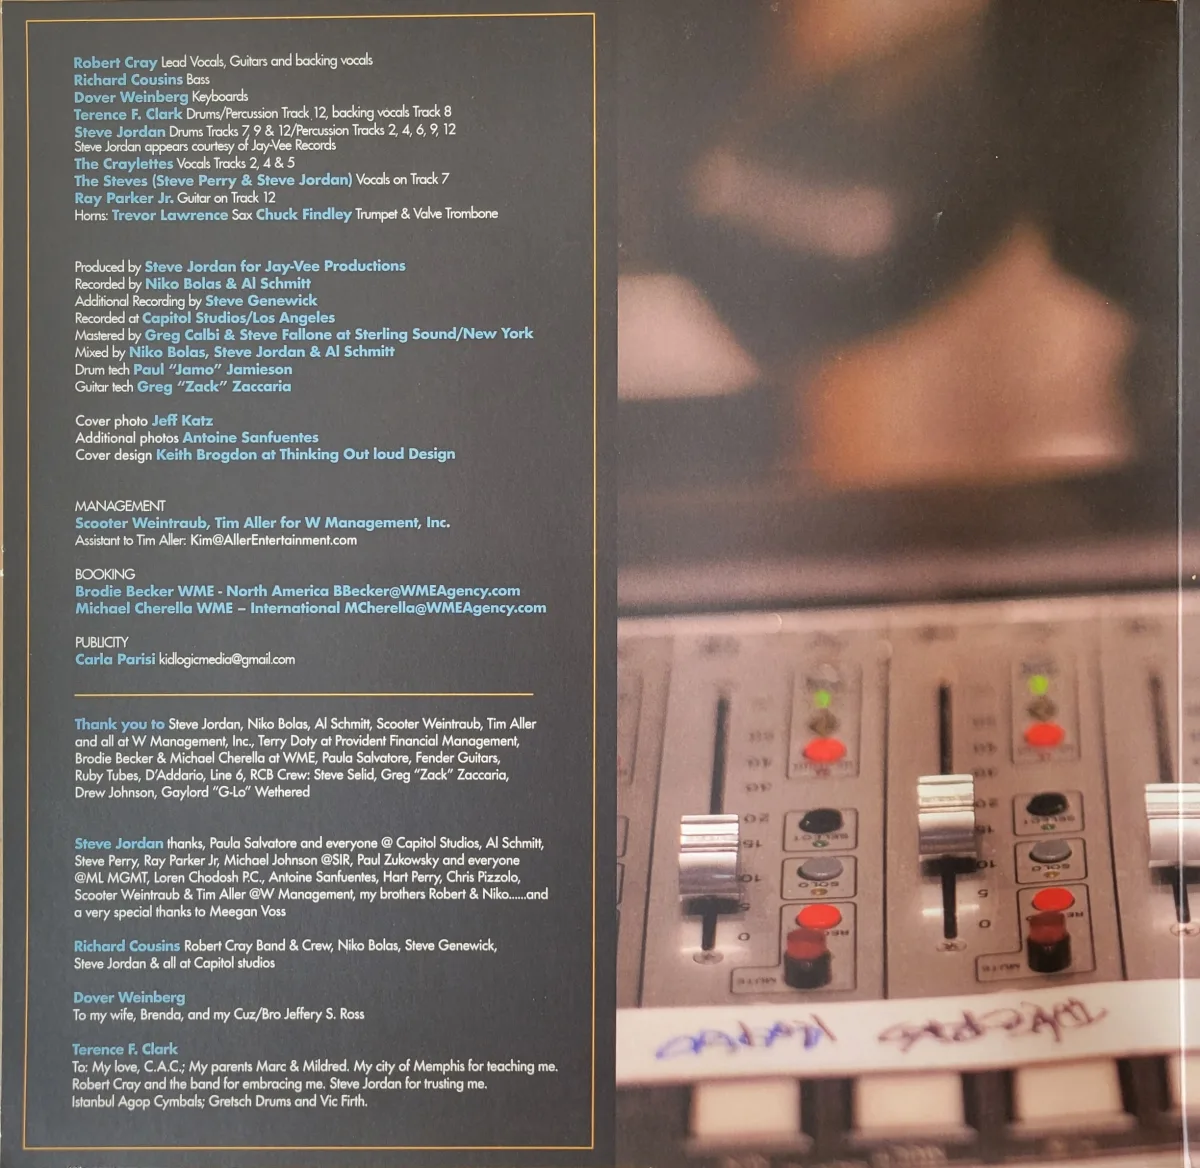 Robert Cray Lead Vocals, Guitars and backing vocals
Richard Cousins Bass
Dover Weinberg Keyboards
Terence F. Clark Drums/Percussion Track 12, backing vocals Track 8
Steve Jordan Drums Tracks 7, 9 & 12/Percussion Tracks 2, 4, 6, 9, 12
Steve Jordan appears courtesy of Jay-Vee Records
The Craylettes Vocals Tracks 2, 4 & 5
The Steves (Steve Perry & Steve Jordan) Vocals on Track 7
Ray Parker Jr. Guitar on Track 12
Horns: Trevor Lawrence Sax Chuck Findley Trumpet & Valve Trombone
Produced by Steve Jordan for Jay-Vee Productions
Recorded by Niko Bolas & Al Schmitt
Additional Recording by Steve Genewick
Recorded at Capitol Studios/Los Angeles
Mastered by Greg Calbi & Steve Fallone at Sterling Sound/New York
Mixed by Niko Bolas, Steve Jordan & Al Schmitt
Drum tech Paul “Jamo” Jamieson
Guitar tech Greg “Zack” Zaccaria
Cover photo Jeff Katz
Additional photos Antoine Sanfuentes
Cover design Keith Brogdon at Thinking Out loud Design
MANAGEMENT
Scooter Weintraub, Tim Aller for W Management, Inc.
Assistant to Tim Aller: Kim@AllerEntertainment.com
BOOKING
Brodie Becker WME - North America BBecker@WMEAgency.com
Michael Cherella WME – International MCherella@WMEAgency.com
PUBLICITY
Carla Parisi kidlogicmedia@gmail.com
Thank you to Steve Jordan, Niko Bolas, Al Schmitt, Scooter Weintraub, Tim Aller
and all at W Management, Inc., Terry Doty at Provident Financial Management,
Brodie Becker & Michael Cherella at WME, Paula Salvatore, Fender Guitars,
Ruby Tubes, D’Addario, Line 6, RCB Crew: Steve Selid, Greg “Zack” Zaccaria,
Drew Johnson, Gaylord “G-Lo” Wethered
Steve Jordan thanks, Paula Salvatore and everyone @ Capitol Studios, Al Schmitt,
Steve Perry, Ray Parker Jr, Michael Johnson @SIR, Paul Zukowsky and everyone
@ML MGMT, Loren Chodosh P.C., Antoine Sanfuentes, Hart Perry, Chris Pizzolo,
Scooter Weintraub & Tim Aller @W Management, my brothers Robert & Niko......and
a very special thanks to Meegan Voss
Richard Cousins Robert Cray Band & Crew, Niko Bolas, Steve Genewick,
Steve Jordan & all at Capitol studios
Dover Weinberg
To my wife, Brenda, and my Cuz/Bro Jeffery S. Ross
Terence F. Clark
To: My love, C.A.C.; My parents Marc & Mildred. My city of Memphis for teaching me.
Robert Cray and the band for embracing me. Steve Jordan for trusting me.
Istanbul Agop Cymbals; Gretsch Drums and Vic Firth.
20
15
10
5
0
SELECT
SOLO
REC
MUTE
20
15
10
5
0
SELECT
SOLO
REC
MUTE